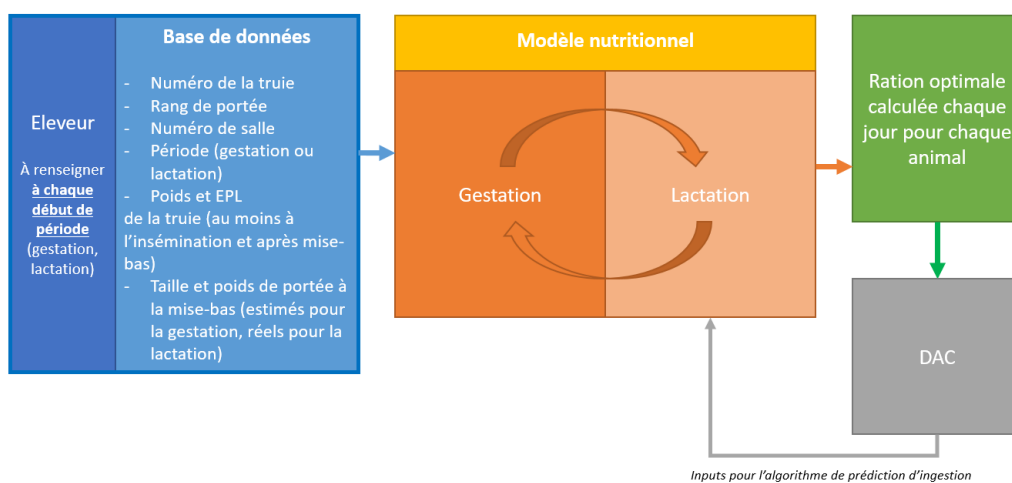 Eleveur
À renseigner
à chaque
début de
période
(gestation,
lactation)
Base de données
- Numéro de la truie
- Rang de portée
- Numéro de salle
- Période (gestation ou
lactation)
- Poids et EPL
de la truie (au moins à
l’insémination et après mise-
bas)
- Taille et poids de portée à
la mise-bas (estimés pour
la gestation, réels pour la
lactation)
Modèle nutritionnel
Gestation
Lactation
Ration optimale
calculée chaque
jour pour chaque
animal
DAC
Inputs pour l’algorithme de prédiction d’ingestion